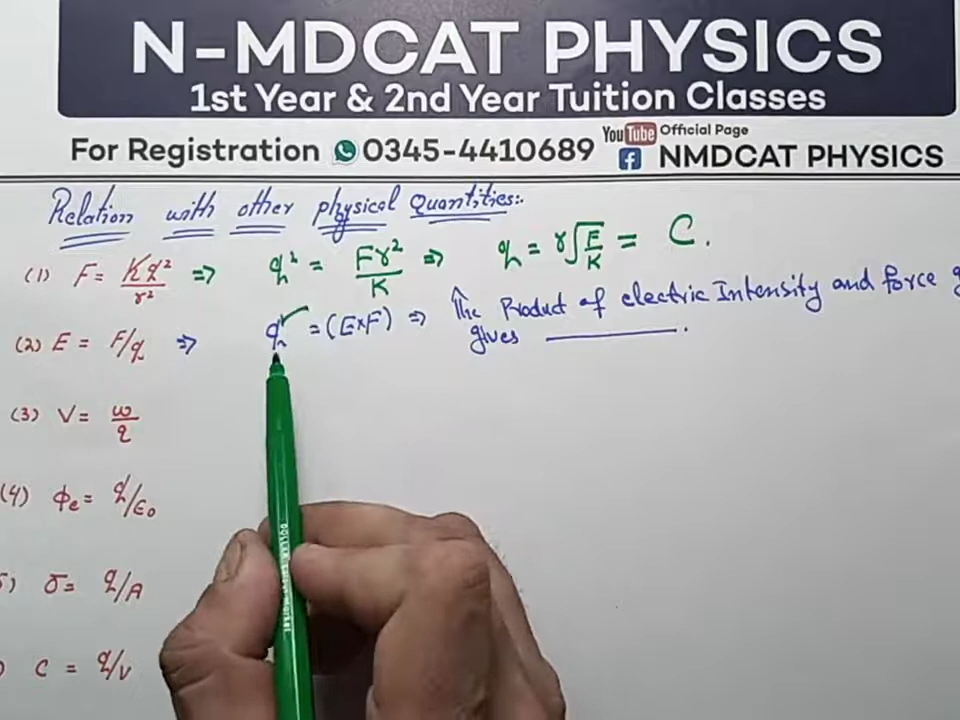 N-MDCAT PHYSICS
1st Year & 2nd Year Tuition Classes
For Registration 0345-4410689 YouTube Official Page
NMDCAT PHYSICS
Relation with other physical Quantities:-
(1) F = Kq²/r² ⇒ q² = Fr²/K ⇒ q = r√F/K = C.
(2) E = F/q ⇒ q = (E×F) ⇒ The Product of electric Intensity and force
gives ———.
(3) V = w/q
(4) ϕe = q/ε0
5) σ = q/A
) C = q/V